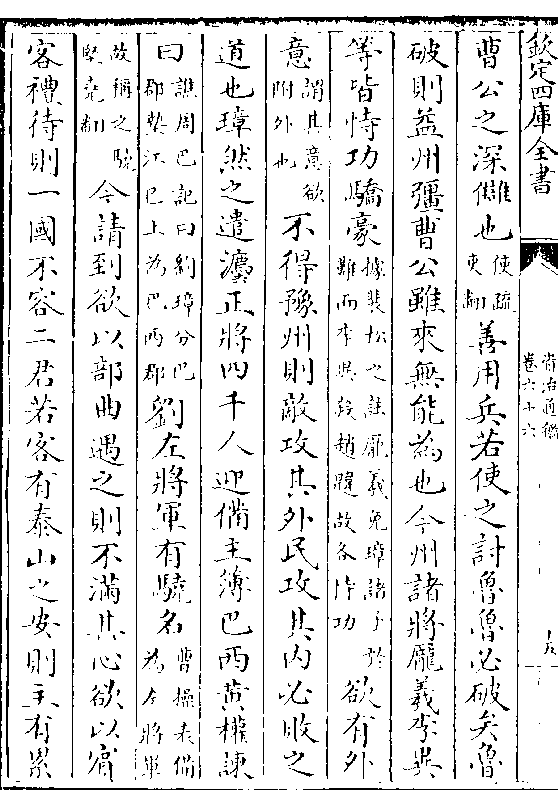 欽定四庫全書
資治通鑑
卷六十六
曹公之深讎也使疏吏翻善用兵若使之討魯魯必破矣魯
破則益州彊曹公雖來無能為也今州諸將龐羲李異
等皆恃功驕豪據裴松之註龐羲免璋諸子於難而李異殺趙韙故各恃功欲有外
意謂其意欲附外也不得豫州則敵攻其外民攻其內必敗之
道也璋然之遣法正將四千人迎備主簿巴西黃權諫
曰譙周巴記曰劉璋分巴郡墊江已上為巴西郡劉左將軍有驍名曹操表備為左將軍
故稱之驍堅堯翻今請到欲以部曲遇之則不滿其心欲以賓
客禮待則一國不容二君若客有泰山之安則主有累